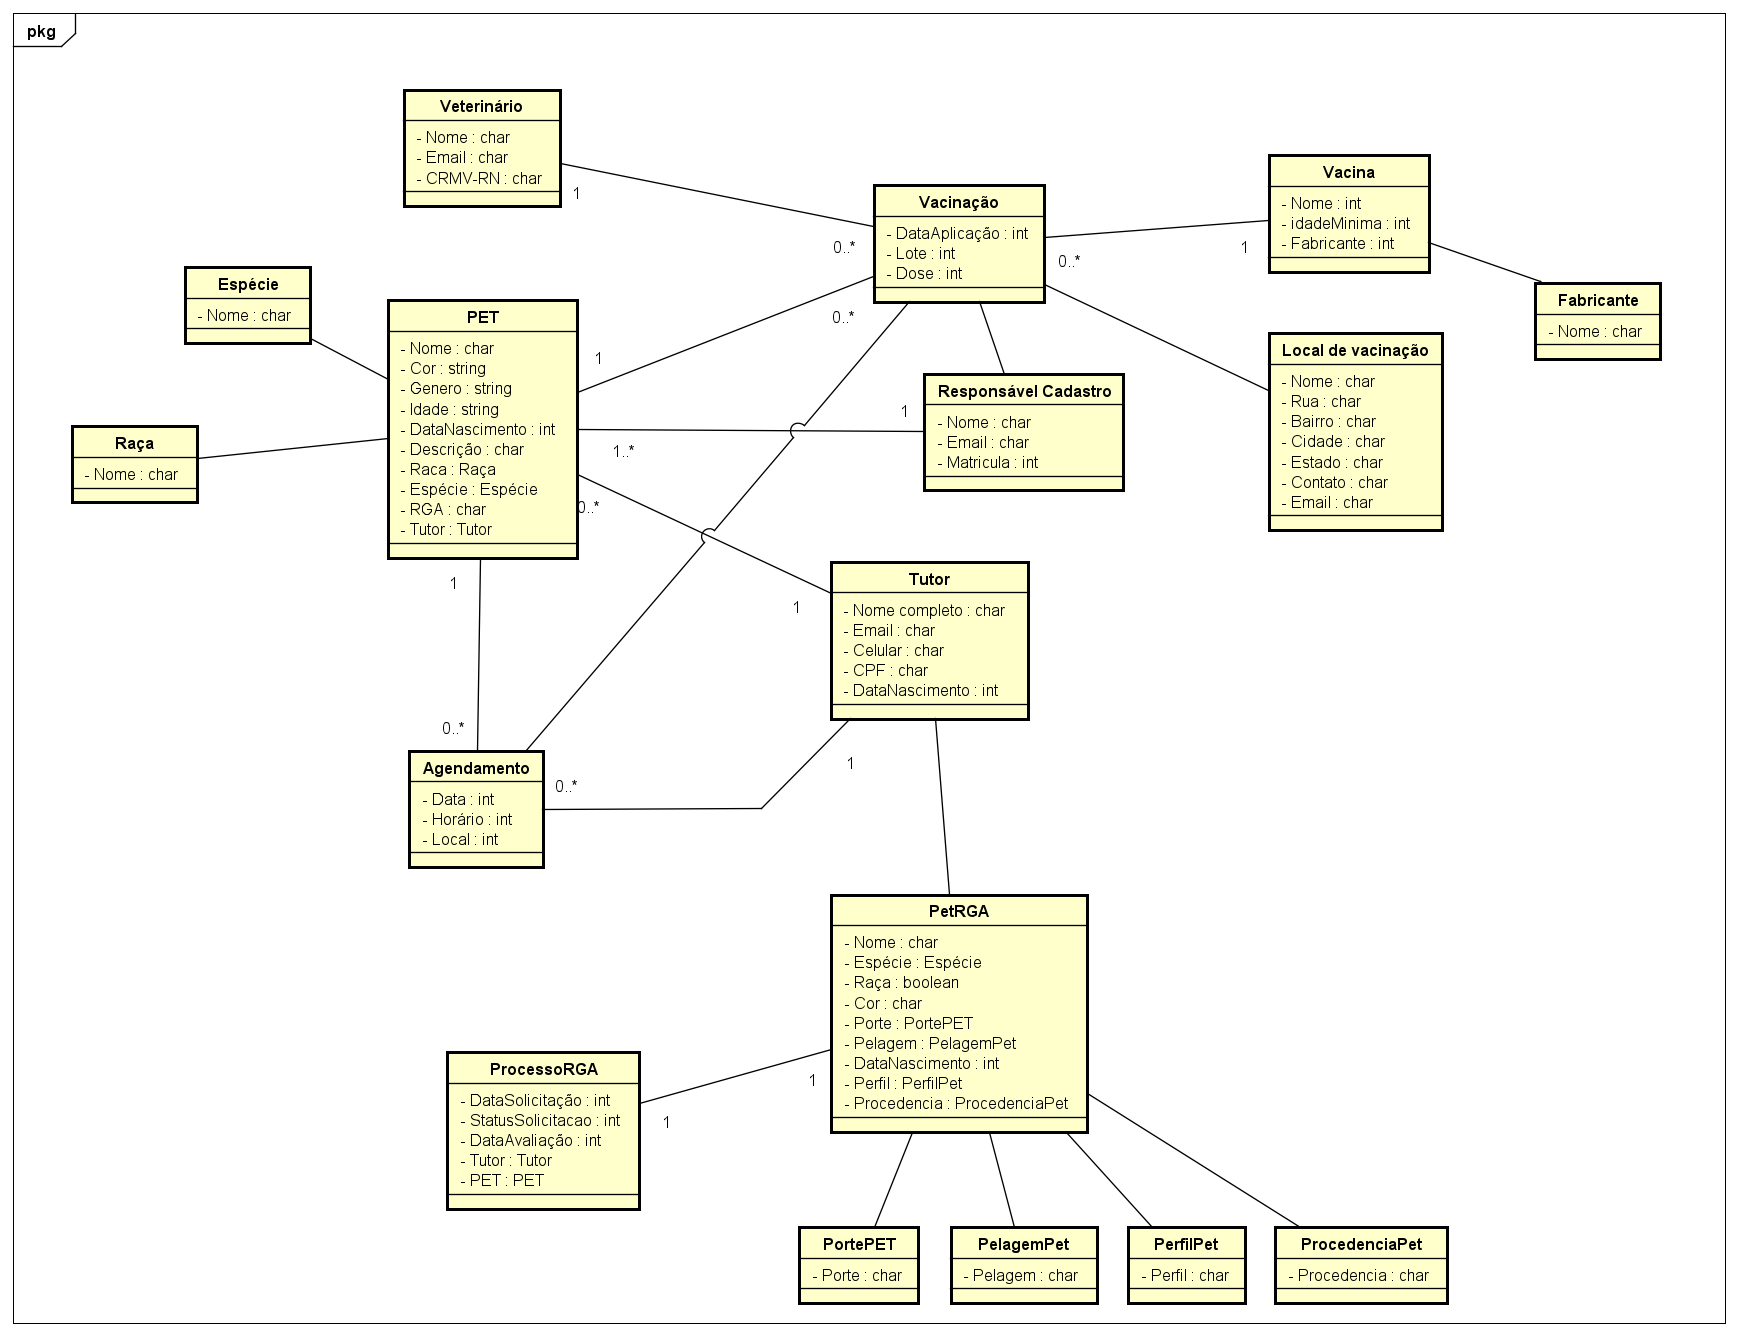 pkg
Veterinário
- Nome : char
- Email : char
- CRMV-RN : char
1
Vacinação
- DataAplicação : int
- Lote : int
- Dose : int
0..*
0..*
0..*
Vacina
- Nome : int
- idadeMinima : int
- Fabricante : int
1
Fabricante
- Nome : char
Espécie
- Nome : char
PET
- Nome : char
- Cor : string
- Genero : string
- Idade : string
- DataNascimento : int
- Descrição : char
- Raca : Raça
- Espécie : Espécie
- RGA : char
- Tutor : Tutor
1
1..*
0..*
1
Raça
- Nome : char
Responsável Cadastro
- Nome : char
- Email : char
- Matricula : int
1
Local de vacinação
- Nome : char
- Rua : char
- Bairro : char
- Cidade : char
- Estado : char
- Contato : char
- Email : char
Tutor
- Nome completo : char
- Email : char
- Celular : char
- CPF : char
- DataNascimento : int
1
1
0..*
Agendamento
- Data : int
- Horário : int
- Local : int
0..*
PetRGA
- Nome : char
- Espécie : Espécie
- Raça : boolean
- Cor : char
- Porte : PortePET
- Pelagem : PelagemPet
- DataNascimento : int
- Perfil : PerfilPet
- Procedencia : ProcedenciaPet
1
ProcessoRGA
- DataSolicitação : int
- StatusSolicitacao : int
- DataAvaliação : int
- Tutor : Tutor
- PET : PET
1
PortePET
- Porte : char
PelagemPet
- Pelagem : char
PerfilPet
- Perfil : char
ProcedenciaPet
- Procedencia : char